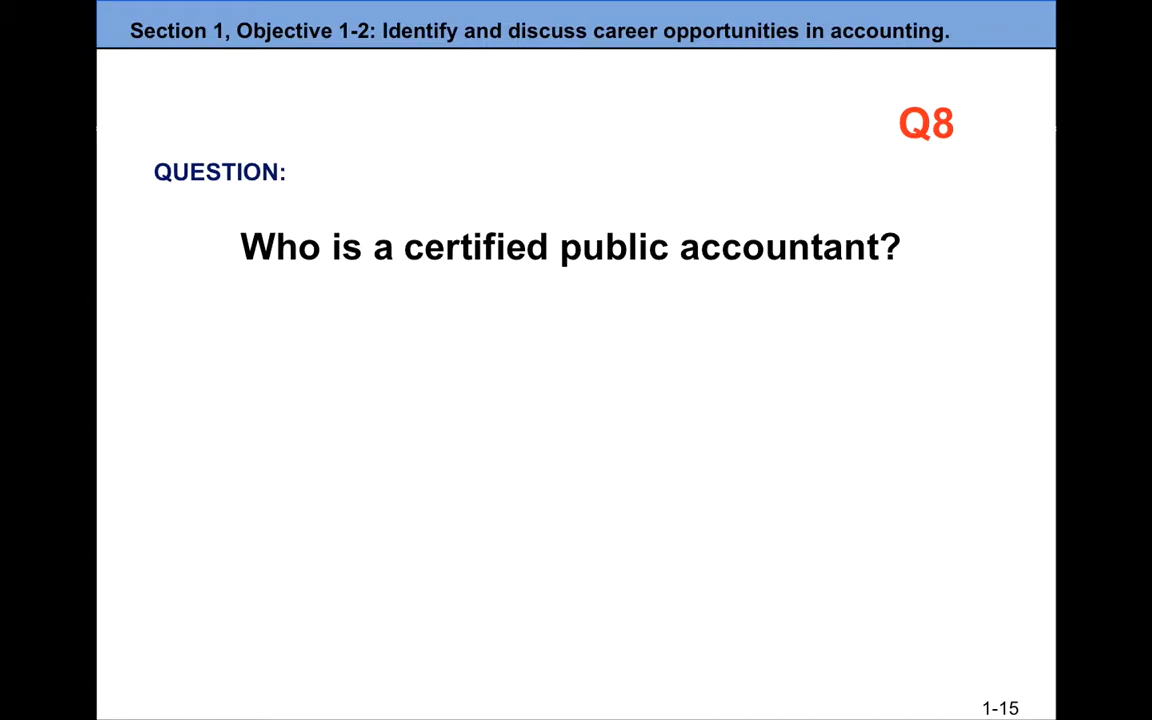 Section 1, Objective 1-2: Identify and discuss career opportunities in accounting.
Q8
QUESTION:
Who is a certified public accountant?
1-15